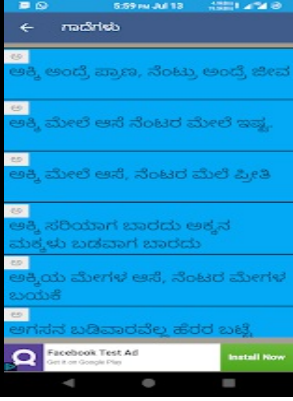 5:59 PM Jul 13
ಗಾದೆಗಳು
ಅ
ಅಕ್ಕಿ ಅಂದ್ರೆ ಪ್ರಾಣ, ನೆಂಟ್ರು ಅಂದ್ರೆ ಜೀವ
ಅ
ಅಕ್ಕಿ ಮೇಲೆ ಆಸೆ ನೆಂಟರ ಮೇಲೆ ಇಷ್ಟ.
ಅ
ಅಕ್ಕಿ ಮೇಲೆ ಆಸೆ, ನೆಂಟರ ಮೆಲೆ ಪ್ರೀತಿ
ಅ
ಅಕ್ಕಿ ಸರಿಯಾಗ ಬಾರದು ಅಕ್ಕನ
ಮಕ್ಕಳು ಬಡವಾಗ ಬಾರದು
ಅ
ಅಕ್ಕಿಯ ಮೇಗಳ ಆಸೆ, ನೆಂಟರ ಮೇಗಳ
ಬಯಕೆ
ಅ
ಅಗಸನ ಬಡಿವಾರವೆಲ್ಲ ಹೆರರ ಬಟ್ಟೆ
Facebook Test Ad
Get it on Google Play
Install Now